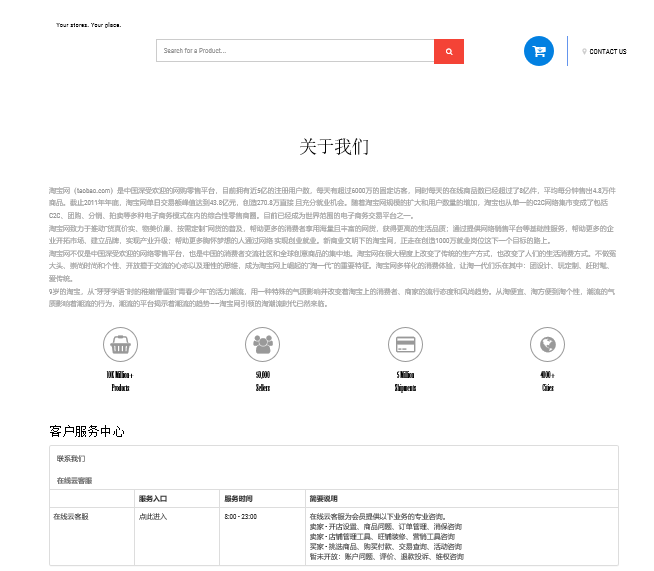 Your stores. Your place.
Search for a Product...
CONTACT US
关于我们
淘宝网（taobao.com）是中国深受欢迎的网购零售平台，目前拥有近5亿的注册用户数，每天有超过6000万的固定访客，同时每天的在线商品数已经超过了8亿件，平均每分钟售出4.8万件
商品。截止2011年年底，淘宝网单日交易额峰值达到43.8亿元，创造270.8万直接且充分就业机会。随着淘宝网规模的扩大和用户数量的增加，淘宝也从单一的C2C网络集市变成了包括
C2C、团购、分销、拍卖等多种电子商务模式在内的综合性零售商圈。目前已经成为世界范围的电子商务交易平台之一。
淘宝网致力于推动“货真价实、物美价廉、按需定制”网货的普及，帮助更多的消费者享用海量且丰富的网货，获得更高的生活品质；通过提供网络销售平台等基础性服务，帮助更多的企
业开拓市场、建立品牌，实现产业升级；帮助更多胸怀梦想的人通过网络实现创业就业。新商业文明下的淘宝网，正走在创造1000万就业岗位这下一个目标的路上。
淘宝网不仅是中国深受欢迎的网络零售平台，也是中国的消费者交流社区和全球创意商品的集中地。淘宝网在很大程度上改变了传统的生产方式，也改变了人们的生活消费方式。不做冤
大头、崇尚时尚和个性、开放擅于交流的心态以及理性的思维，成为淘宝网上崛起的“淘一代”的重要特征。淘宝网多样化的消费体验，让淘一代们乐在其中：团设计、玩定制、赶时髦、
爱传统。
9岁的淘宝，从“牙牙学语”时的稚嫩懵懂到“青春少年”的活力潮流，用一种特殊的气质影响并改变着淘宝上的消费者、商家的流行态度和风尚趋势。从淘便宜、淘方便到淘个性，潮流的气
质影响着潮流的行为，潮流的平台揭示着潮流的趋势——淘宝网引领的淘潮流时代已然来临。
10K Million +
Products
50,000
Sellers
5 Million
Shipments
4000 +
Cities
客户服务中心
联系我们
在线云客服
服务入口 服务时间 简要说明
在线云客服 点此进入 8:00 - 23:00 在线云客服为会员提供以下业务的专业咨询。
卖家 - 开店设置、商品问题、订单管理、消保咨询
卖家 - 店铺管理工具、旺铺装修、营销工具咨询
买家 - 挑选商品、购买付款、交易查询、活动咨询
暂未开放：账户问题、评价、退款投诉、维权咨询